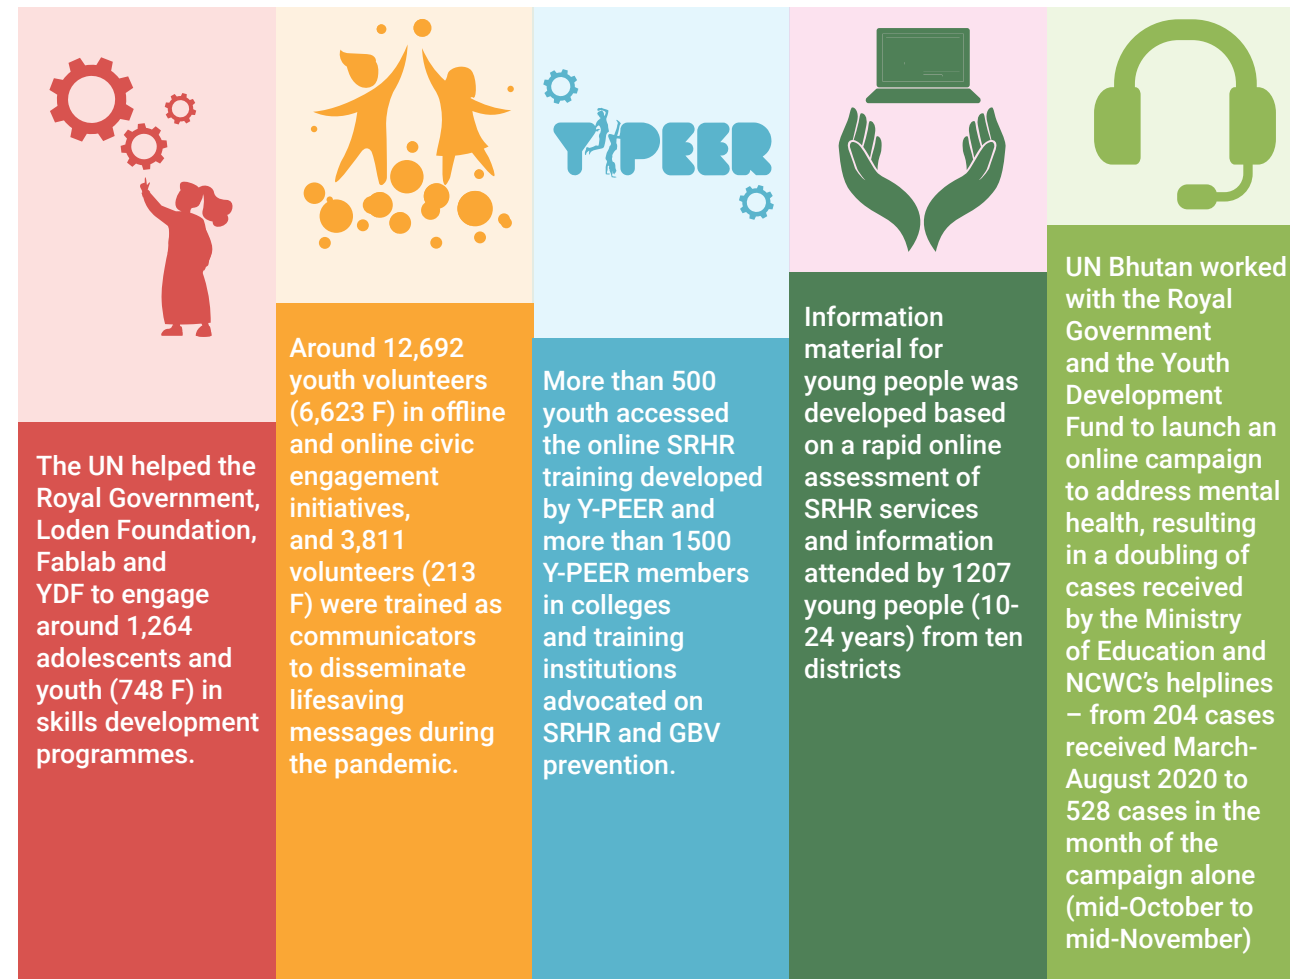 The UN helped the
Royal Government,
Loden Foundation,
Fablab and
YDF to engage
around 1,264
adolescents and
youth (748 F) in
skills development
programmes.
Around 12,692
youth volunteers
(6,623 F) in offline
and online civic
engagement
initiatives,
and 3,811
volunteers (213
F) were trained as
communicators
to disseminate
lifesaving
messages during
the pandemic.
Y-PEER
More than 500
youth accessed
the online SRHR
training developed
by Y-PEER and
more than 1500
Y-PEER members
in colleges
and training
institutions
advocated on
SRHR and GBV
prevention.
Information
material for
young people was
developed based
on a rapid online
assessment of
SRHR services
and information
attended by 1207
young people (10-
24 years) from ten
districts
UN Bhutan worked
with the Royal
Government
and the Youth
Development
Fund to launch an
online campaign
to address mental
health, resulting
in a doubling of
cases received
by the Ministry
of Education and
NCWC’s helplines
– from 204 cases
received March-
August 2020 to
528 cases in the
month of the
campaign alone
(mid-October to
mid-November)